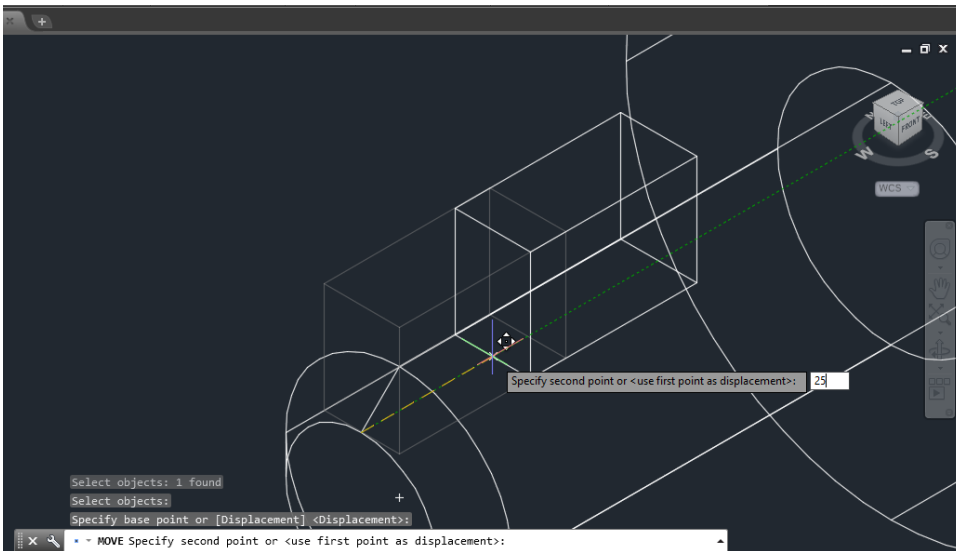 TOP
LEFT
FRONT
W
S
WCS
Specify second point or <use first point as displacement>: 25
Select objects: 1 found
Select objects:
Specify base point or [Displacement] <Displacement>:
MOVE Specify second point or <use first point as displacement>: